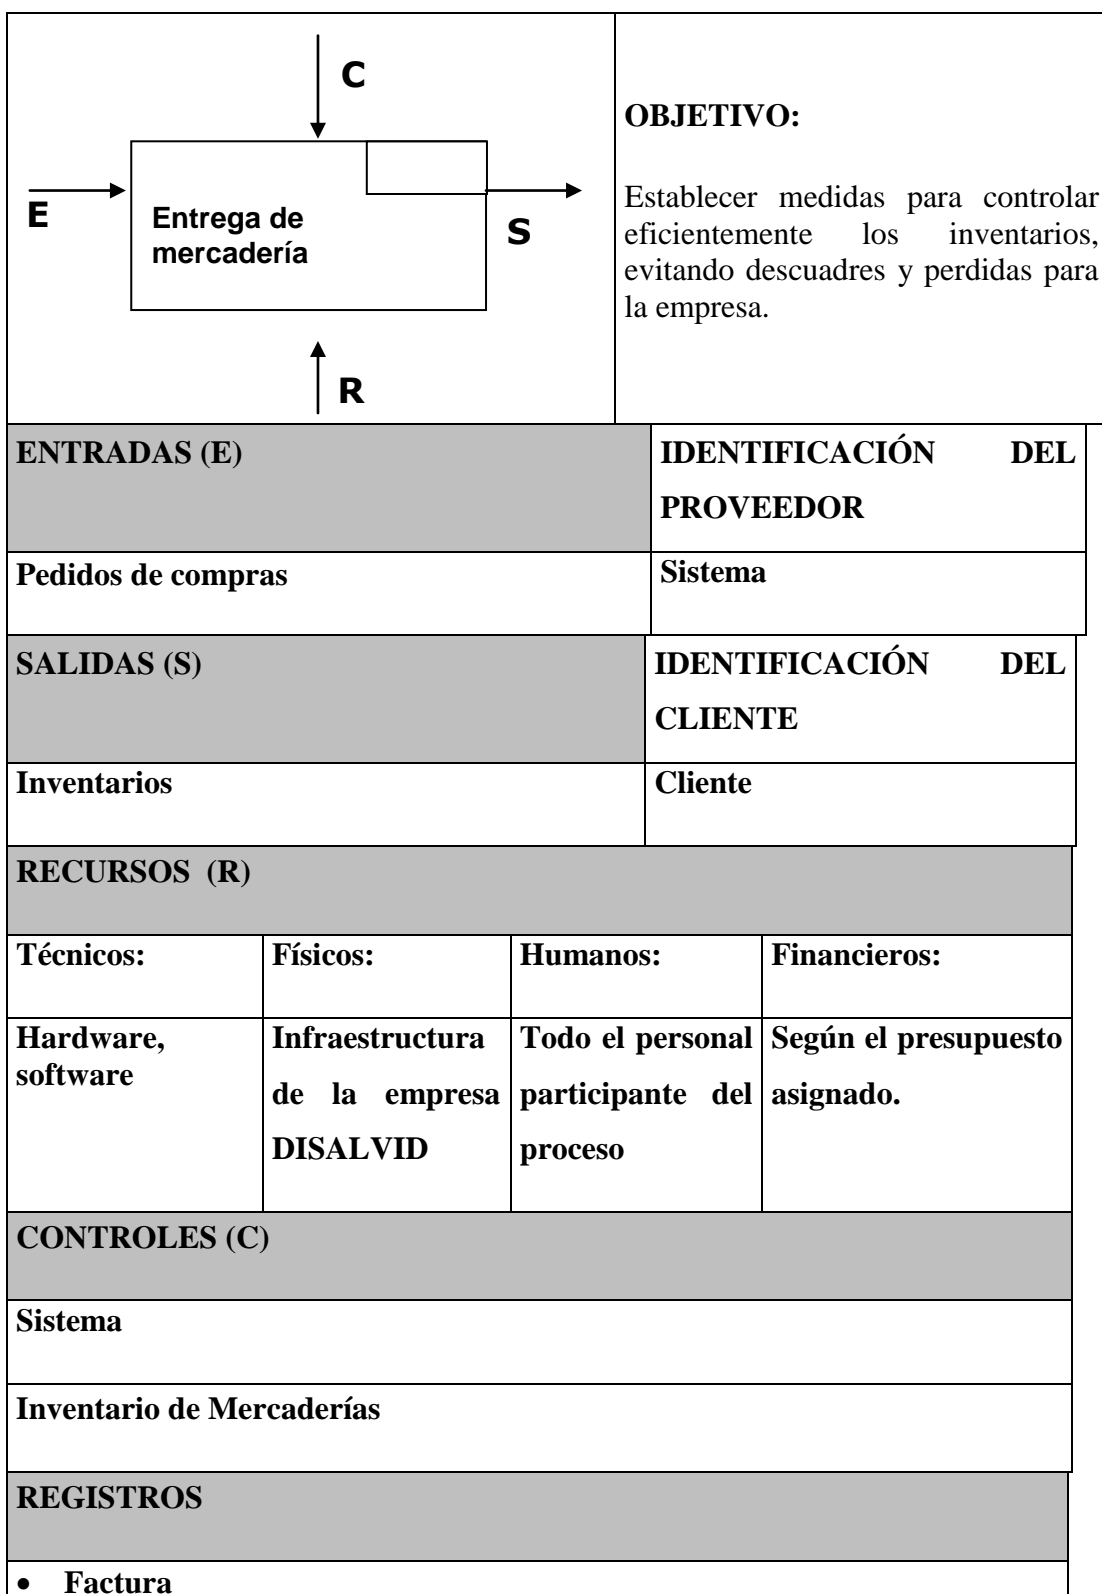 C
E
Entrega de
mercadería
S
R
OBJETIVO:
Establecer medidas para controlar
eficientemente los inventarios,
evitando descuadres y perdidas para
la empresa.
ENTRADAS (E)
IDENTIFICACIÓN DEL
PROVEEDOR
Pedidos de compras
Sistema
SALIDAS (S)
IDENTIFICACIÓN DEL
CLIENTE
Inventarios
Cliente
RECURSOS (R)
Técnicos:
Físicos:
Humanos:
Financieros:
Hardware,
software
Infraestructura
de la empresa
DISALVID
Todo el personal
participante del
proceso
Según el presupuesto
asignado.
CONTROLES (C)
Sistema
Inventario de Mercaderías
REGISTROS
• Factura